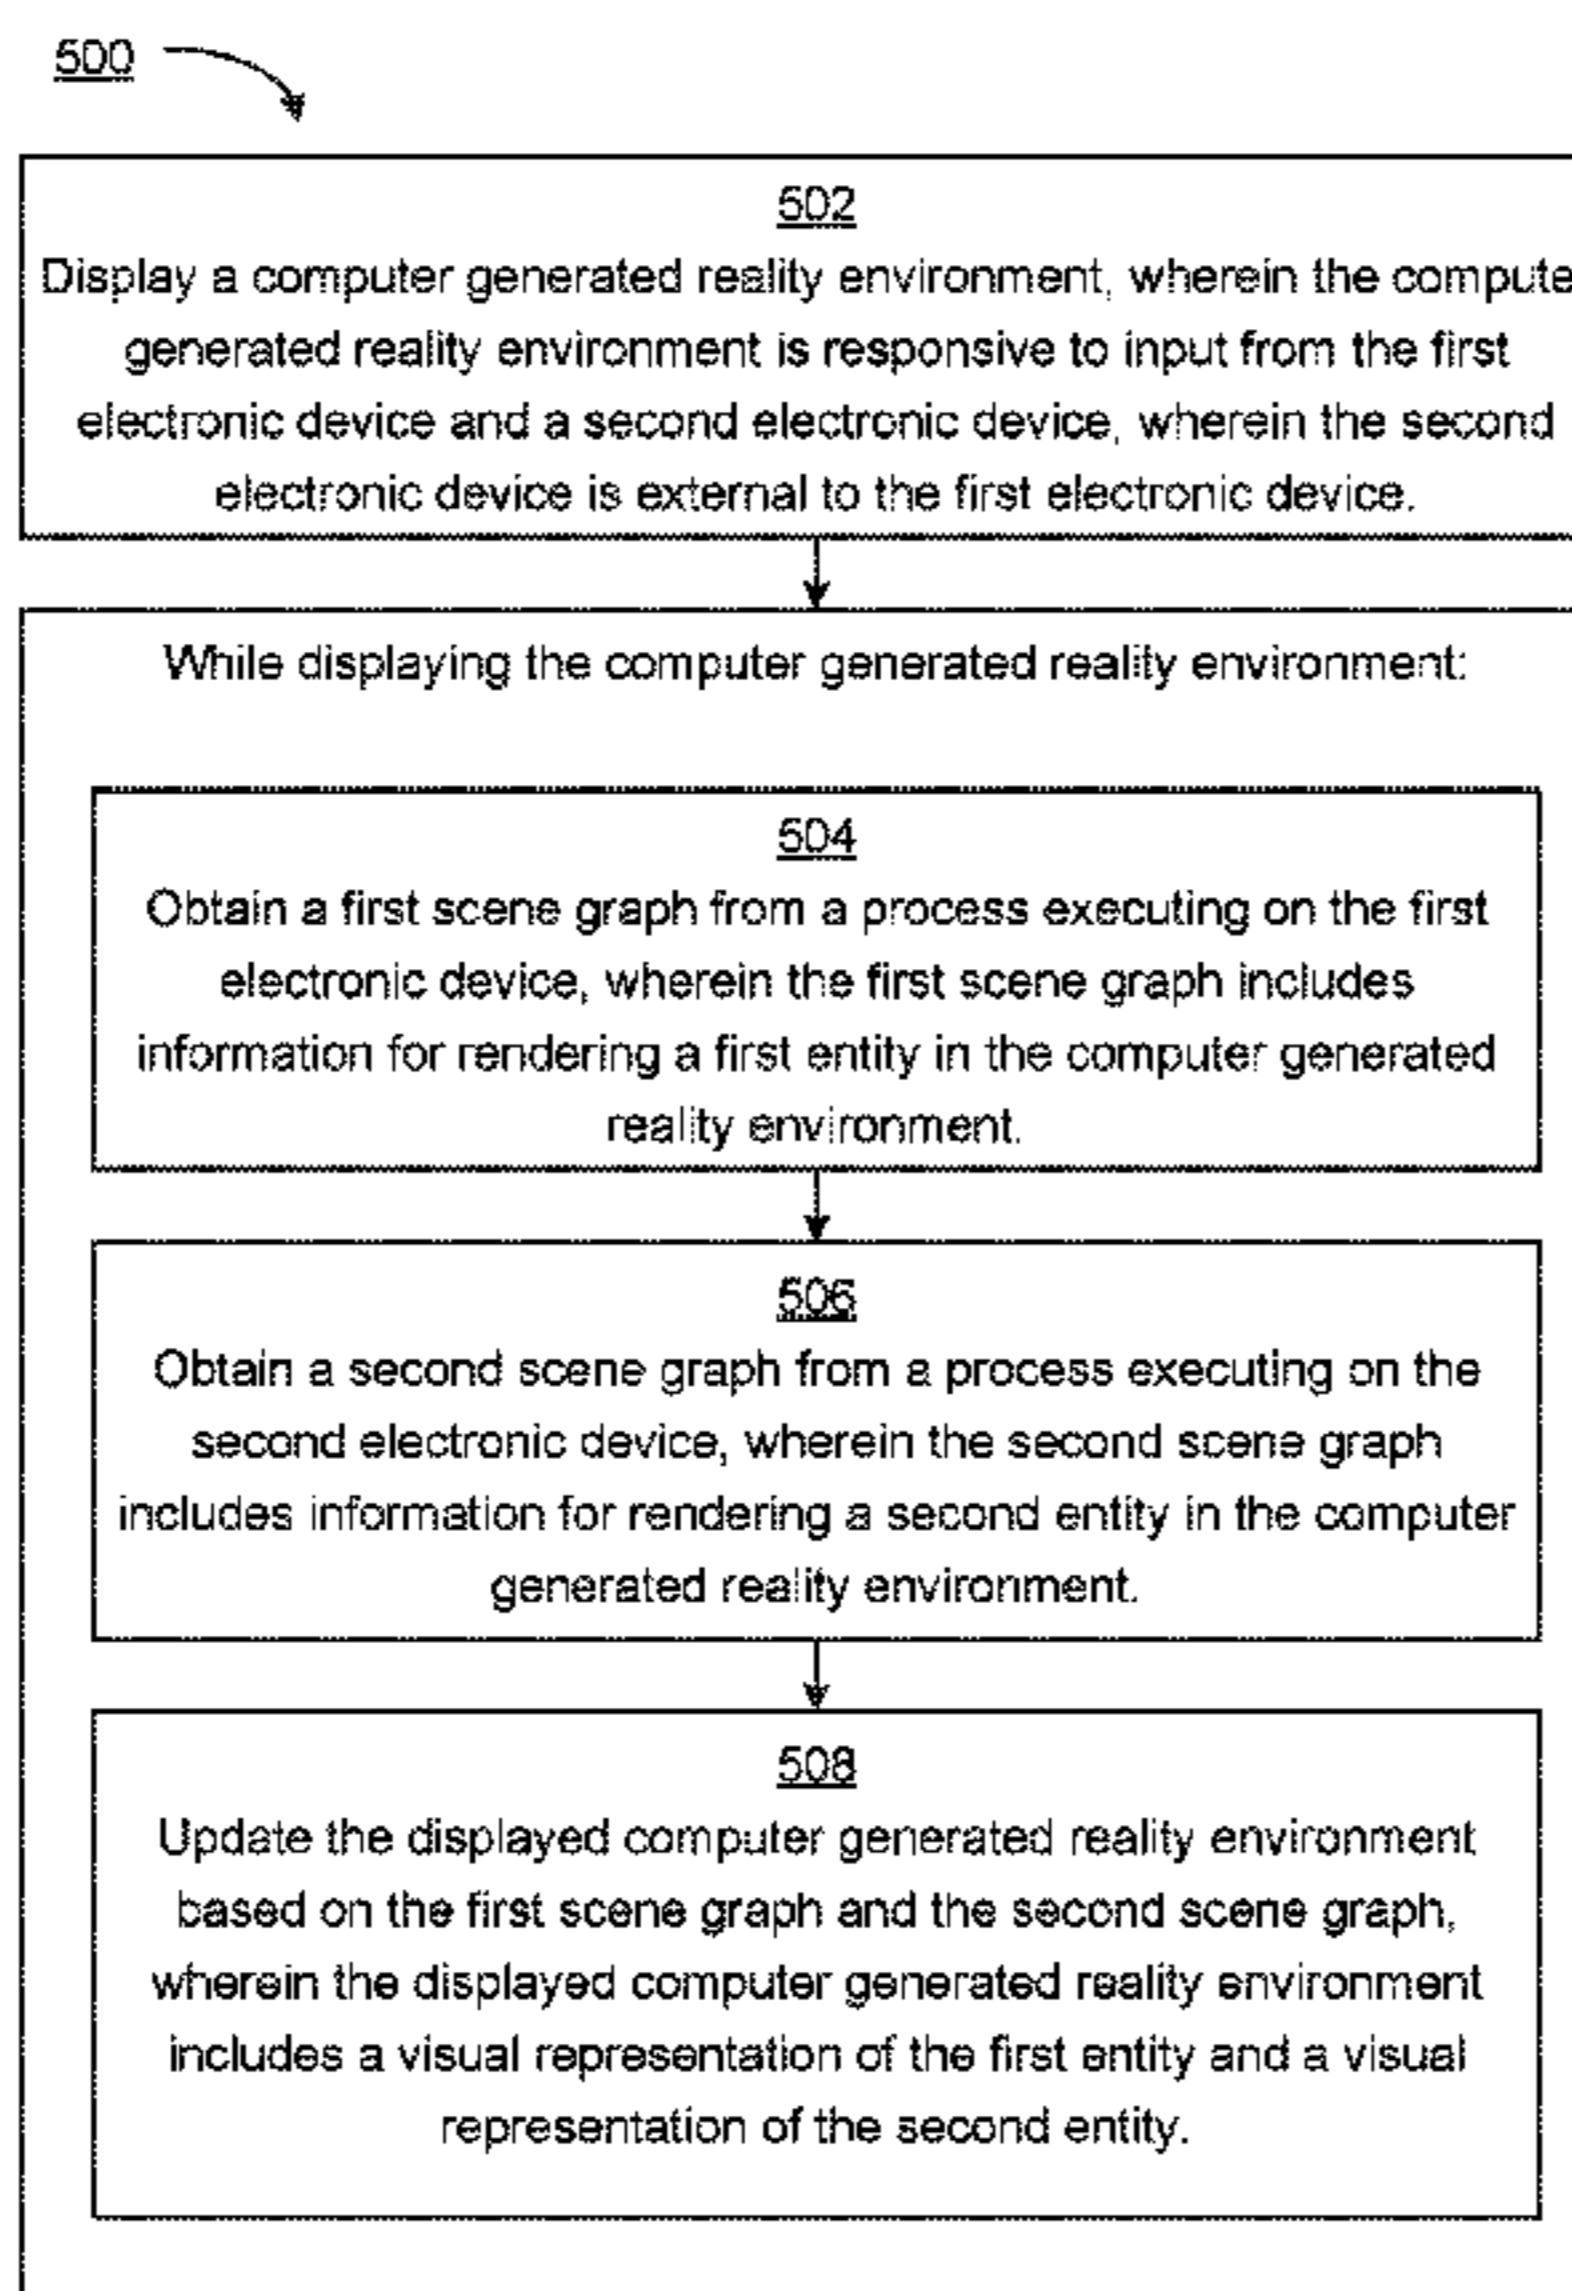 500
502
Display a computer generated reality environment, wherein the compute
generated reality environment is responsive to input from the first
electronic device and a second electronic device, wherein the second
electronic device is external to the first electronic device.
While displaying the computer generated reality environment:
504
Obtain a first scene graph from a process executing on the first
electronic device, wherein the first scene graph includes
information for rendering a first entity in the computer generated
reality environment.
506
Obtain a second scene graph from a process executing on the
second electronic device, wherein the second scene graph
includes information for rendering a second entity in the computer
generated reality environment.
508
Update the displayed computer generated reality environment
based on the first scene graph and the second scene graph,
wherein the displayed computer generated reality environment
includes a visual representation of the first entity and a visual
representation of the second entity.